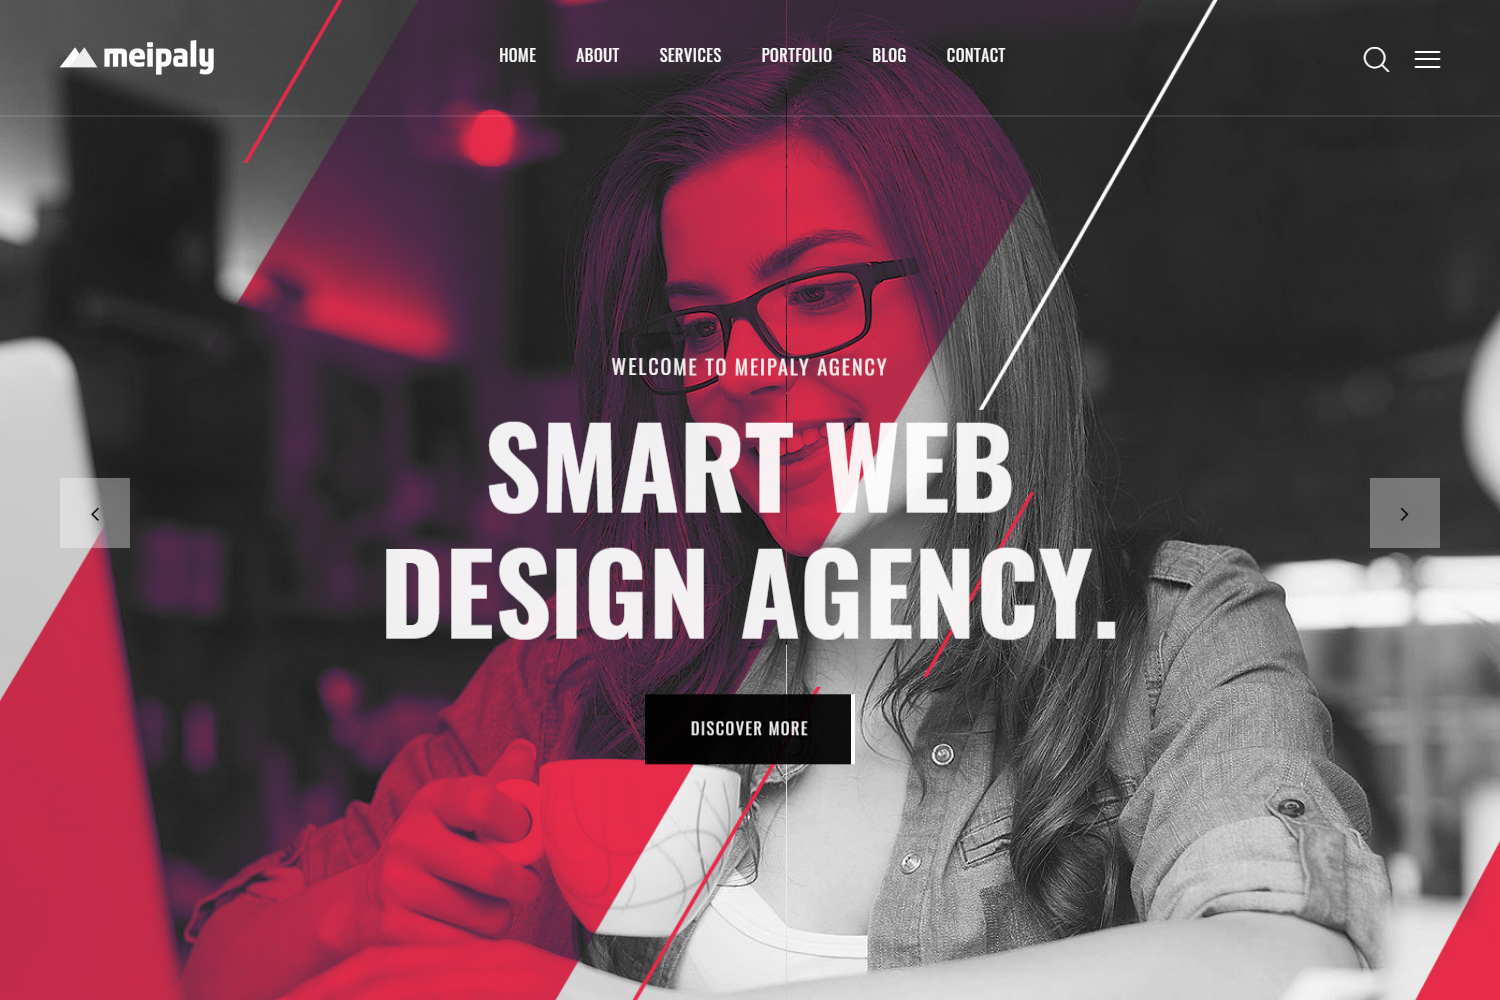 meipaly
HOME ABOUT SERVICES PORTFOLIO BLOG CONTACT
WELCOME TO MEIPALY AGENCY
SMART WEB
DESIGN AGENCY.
DISCOVER MORE